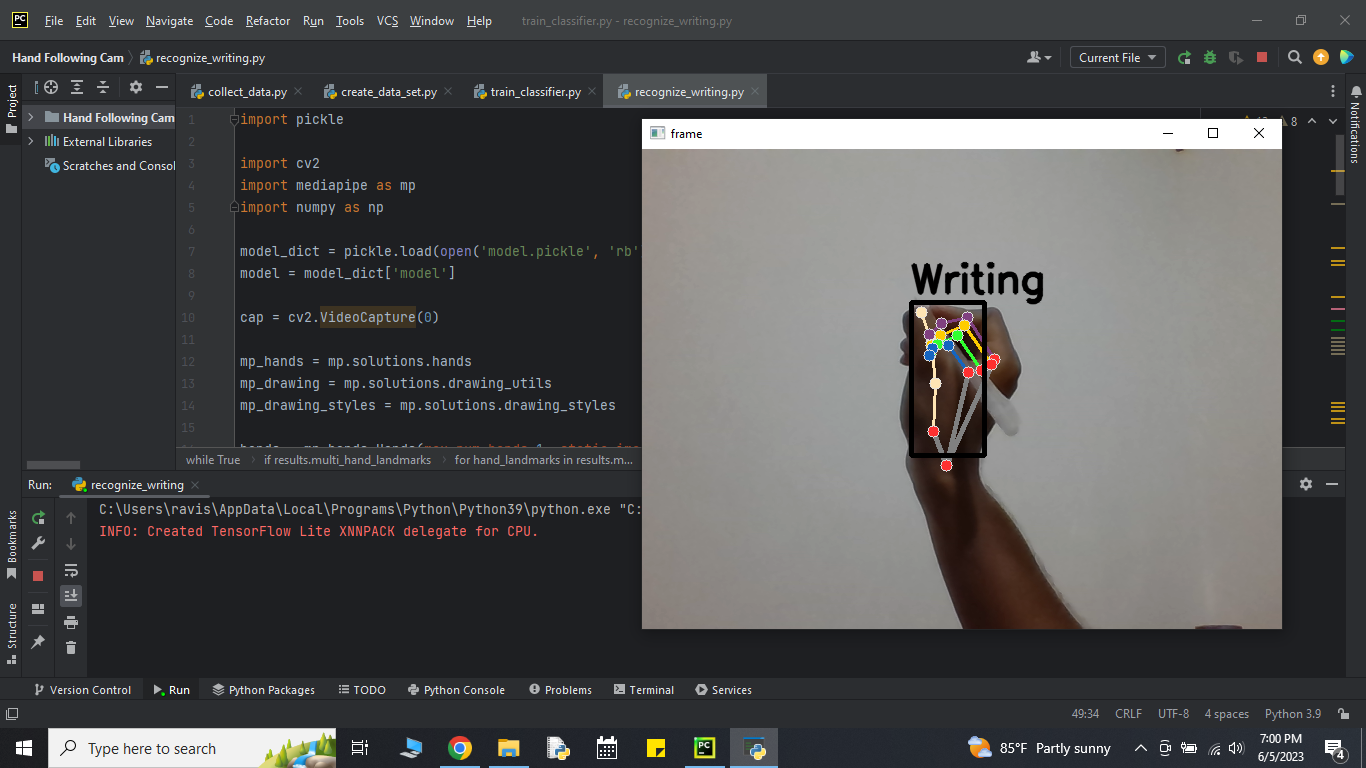 PC File Edit View Navigate Code Refactor Run Tools VCS Window Help train_classifier.py - recognize_writing.py
Hand Following Cam recognize_writing.py Current File
collect_data.py create_data_set.py train_classifier.py recognize_writing.py
Project
Hand Following Cam
External Libraries
Scratches and Consol
1 import pickle
2
3 import cv2
4 import mediapipe as mp
5 import numpy as np
6
7 model_dict = pickle.load(open('model.pickle', 'rb'
8 model = model_dict['model']
9
10 cap = cv2.VideoCapture(0)
11
12 mp_hands = mp.solutions.hands
13 mp_drawing = mp.solutions.drawing_utils
14 mp_drawing_styles = mp.solutions.drawing_styles
15
while True if results.multi_hand_landmarks for hand_landmarks in results.m...
8
Notifications
frame
Writing
Run: recognize_writing
C:\Users\ravis\AppData\Local\Programs\Python\Python39\python.exe "C:
INFO: Created TensorFlow Lite XNNPACK delegate for CPU.
Bookmarks
Structure
Version Control Run Python Packages TODO Python Console Problems Terminal Services
49:34 CRLF UTF-8 4 spaces Python 3.9
Type here to search PC 85°F Partly sunny 7:00 PM
6/5/2023 4